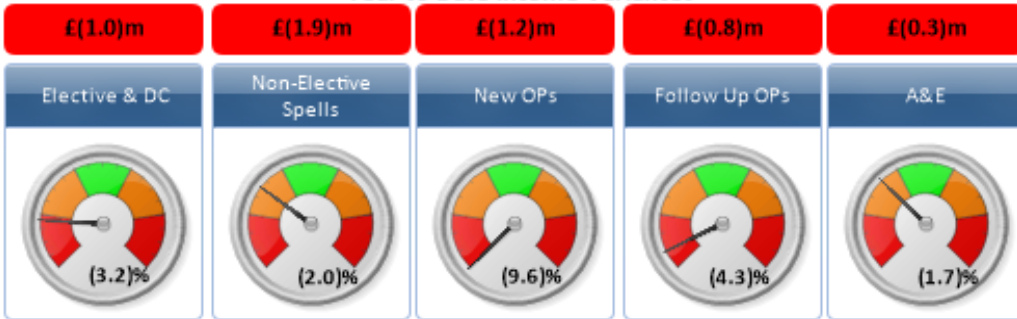 £(1.0)m £(1.9)m £(1.2)m £(0.8)m £(0.3)m
Elective & DC
Non-Elective
Spells
New OPs
Follow Up OPs
A&E
(3.2)% (2.0)% (9.6)% (4.3)% (1.7)%